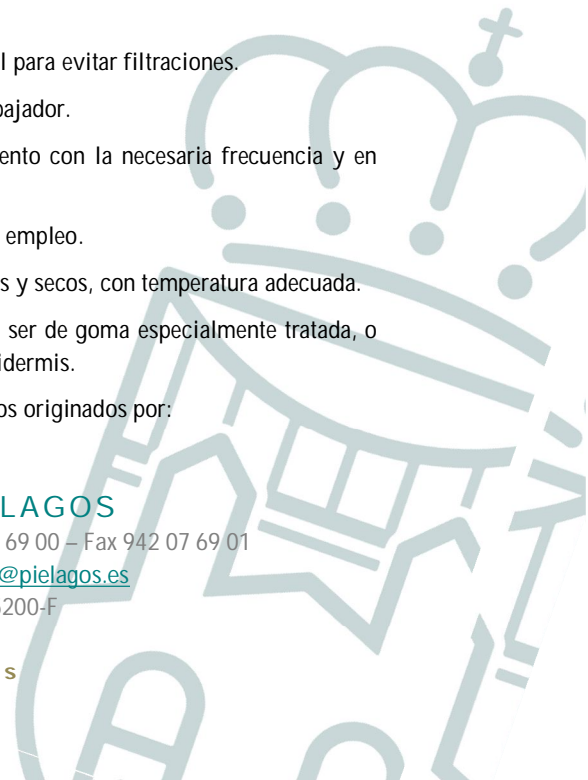 l para evitar filtraciones.
bajador.
ento con la necesaria frecuencia y en
empleo.
s y secos, con temperatura adecuada.
ser de goma especialmente tratada, o
idermis.
os originados por:
LAGOS
69 00 – Fax 942 07 69 01
@pielagos.es
200-F
s